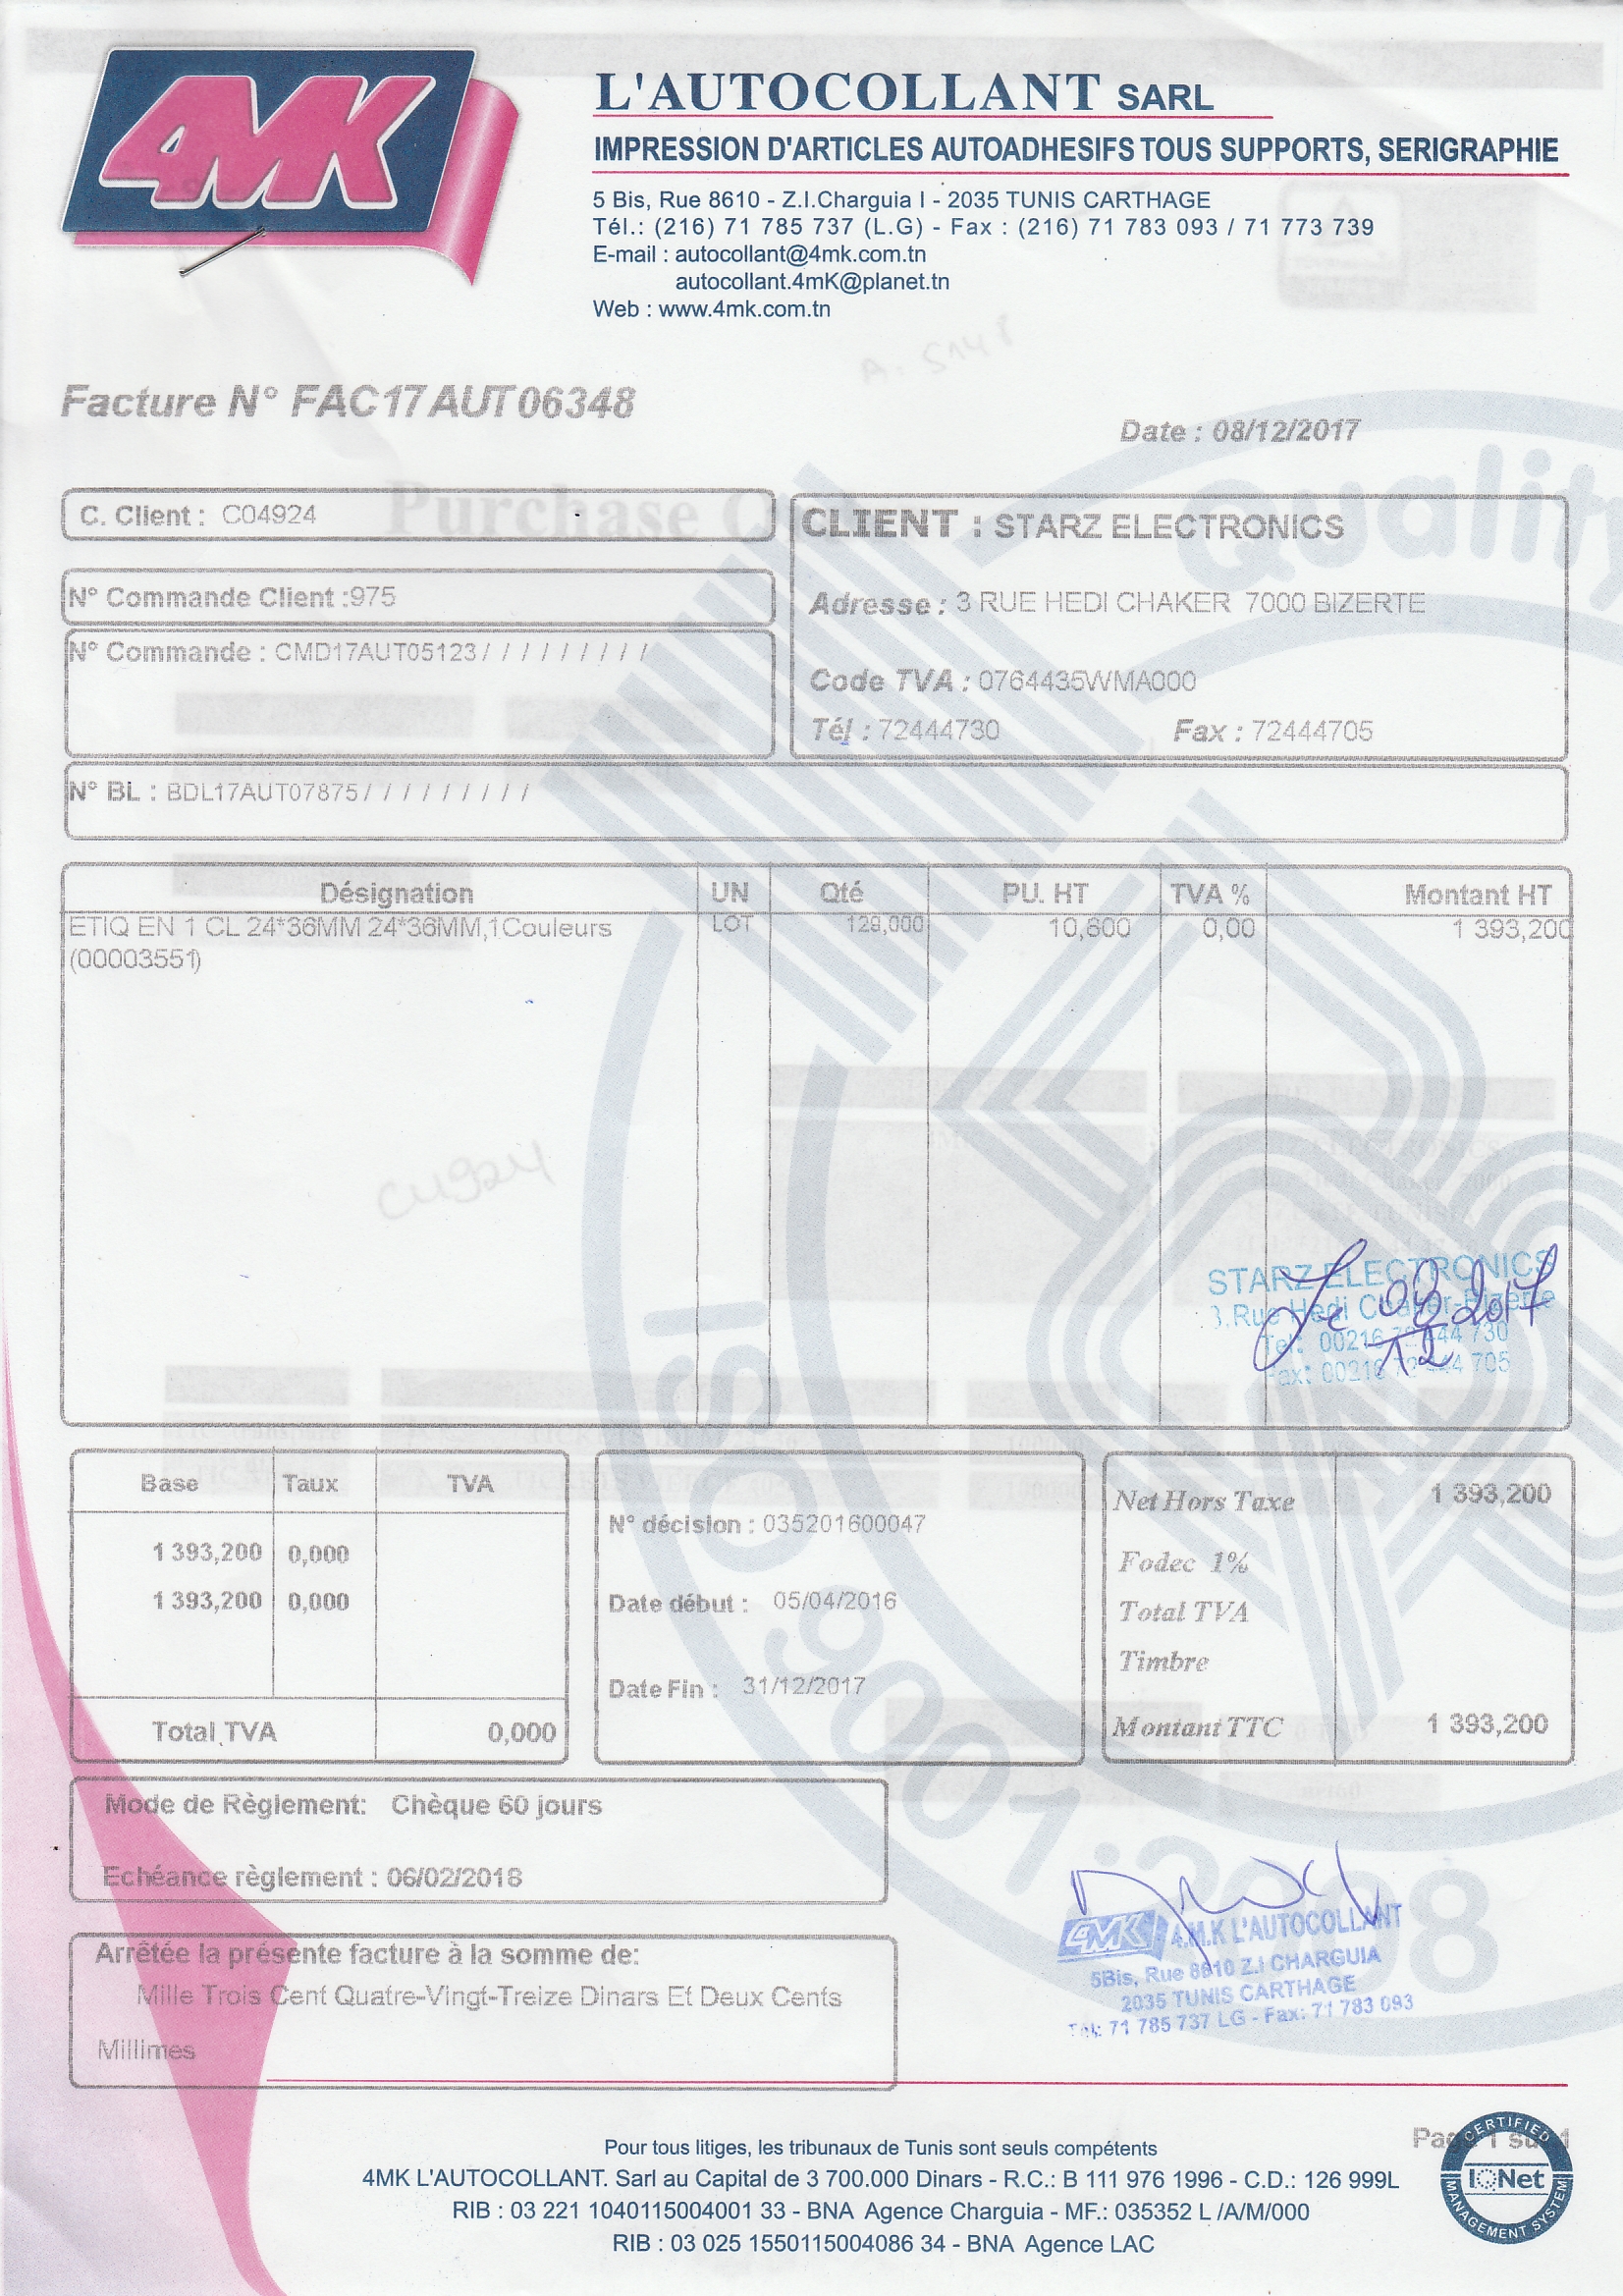 4MK
L'AUTOCOLLANT SARL
IMPRESSION D'ARTICLES AUTOADHESIFS TOUS SUPPORTS, SERIGRAPHIE
5 Bis, Rue 8610 - Z.I.Charguia I - 2035 TUNIS CARTHAGE
Tél.: (216) 71 785 737 (L.G) - Fax : (216) 71 783 093 / 71 773 739
E-mail : autocollant@4mk.com.tn
autocollant.4mK@planet.tn
Web : www.4mk.com.tn
Facture N° FAC17AUT06348
Date : 08/12/2017
Quality
Purchase
C. Client : C04924
CLIENT : STARZ ELECTRONICS
N° Commande Client :975
Adresse : 3 RUE HEDI CHAKER 7000 BIZERTE
N° Commande : CMD17AUT05123/ / / / / / / / / /
Code TVA : 0764435WMA000
Tél : 72444730 Fax : 72444705
N° BL : BDL17AUT07875/ / / / / / / / / /
Désignation UN Qté PU. HT TVA % Montant HT
ETIQ EN 1 CL 24*36MM 24*36MM,1Couleurs LOT 129,000 10,800 0,00 1 393,200
(00003551)
C4924
STARZ ELECTRONICS
3.Rue Hedi Chaker-Bizerte
Tel: 00216 72 444 730
Fax: 00216 72 444 705
Le 08 2017
12
Base Taux TVA
1 393,200 0,000
1 393,200 0,000
Total TVA 0,000
N° décision : 035201600047
Date début : 05/04/2016
Date Fin : 31/12/2017
Net Hors Taxe 1 393,200
Fodec 1%
Total TVA
Timbre
Montant TTC 1 393,200
Mode de Règlement: Chèque 60 jours
Echéance règlement : 06/02/2018
Arrêtée la présente facture à la somme de:
Mille Trois Cent Quatre-Vingt-Treize Dinars Et Deux Cents
Millimes
4MK 4.M.K L'AUTOCOLLANT
5Bis, Rue 8610 Z.I CHARGUIA
2035 TUNIS CARTHAGE
Tél: 71 785 737 LG - Fax: 71 783 093
ISO 9001:2008
Pour tous litiges, les tribunaux de Tunis sont seuls compétents
Page 1 sur 1
4MK L'AUTOCOLLANT. Sarl au Capital de 3 700.000 Dinars - R.C.: B 111 976 1996 - C.D.: 126 999L
RIB : 03 221 1040115004001 33 - BNA Agence Charguia - MF.: 035352 L /A/M/000
RIB : 03 025 1550115004086 34 - BNA Agence LAC
CERTIFIED
IQNet
MANAGEMENT SYSTEM